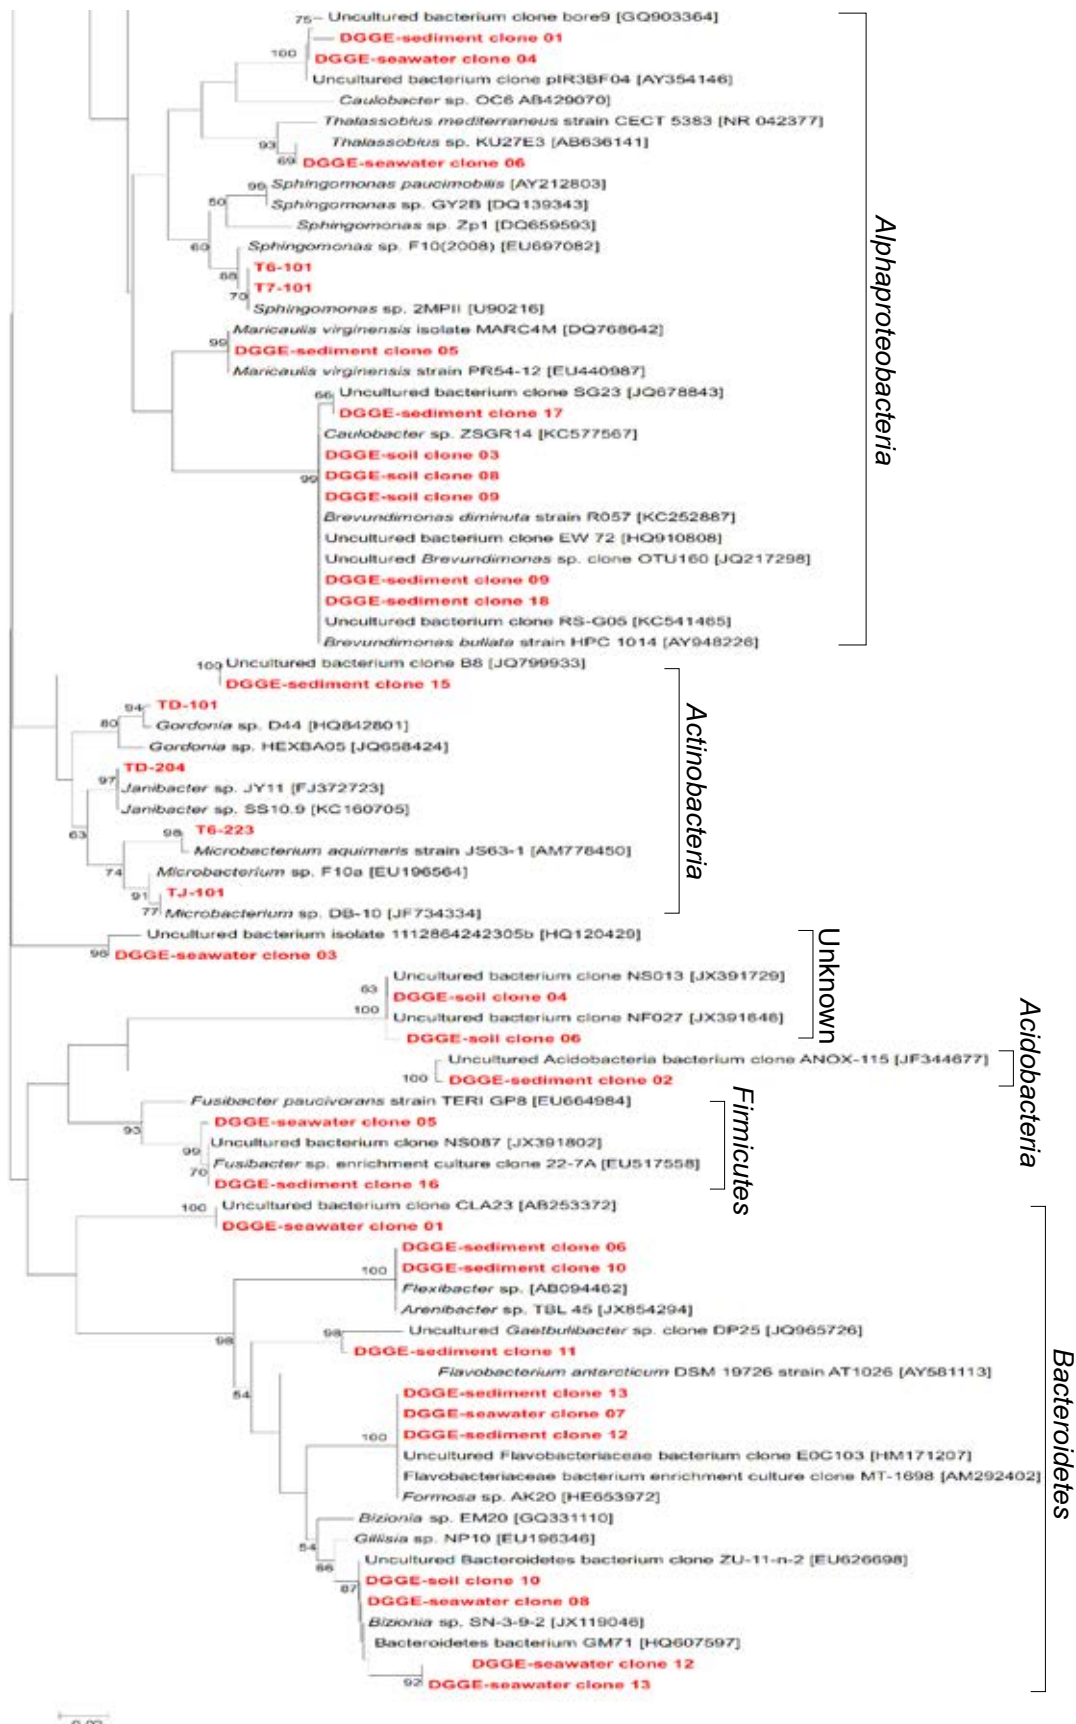 75 Uncultured bacterium clone bore9 [GQ903364]
DGGE-sediment clone 01
100 DGGE-seawater clone 04
Uncultured bacterium clone pIR3BF04 [AY354146]
Caulobacter sp. OC6 AB429070]
Thalassobius mediterraneus strain CECT 5383 [NR 042377]
93 Thalassobius sp. KU27E3 [AB636141]
69 DGGE-seawater clone 06
99 Sphingomonas paucimobilis [AY212803]
50 Sphingomonas sp. GY2B [DQ139343]
Sphingomonas sp. Zp1 [DQ659593]
60 Sphingomonas sp. F10(2008) [EU697082]
88 T6-101
70 T7-101
Sphingomonas sp. 2MPII [U90216]
Maricaulis virginensis isolate MARC4M [DQ768642]
99 DGGE-sediment clone 05
Maricaulis virginensis strain PR54-12 [EU440987]
66 Uncultured bacterium clone SG23 [JQ678843]
DGGE-sediment clone 17
Caulobacter sp. ZSGR14 [KC577567]
DGGE-soil clone 03
99 DGGE-soil clone 08
DGGE-soil clone 09
Brevundimonas diminuta strain R057 [KC252887]
Uncultured bacterium clone EW 72 [HQ910808]
Uncultured Brevundimonas sp. clone OTU160 [JQ217298]
DGGE-sediment clone 09
DGGE-sediment clone 18
Uncultured bacterium clone RS-G05 [KC541465]
Brevundimonas bullata strain HPC 1014 [AY948226]
Alphaproteobacteria
100 Uncultured bacterium clone B8 [JQ799933]
DGGE-sediment clone 15
94 TD-101
80 Gordonia sp. D44 [HQ842801]
Gordonia sp. HEXBA05 [JQ658424]
TD-204
97 Janibacter sp. JY11 [FJ372723]
Janibacter sp. SS10.9 [KC160705]
63
98 T6-223
Microbacterium aquimaris strain JS63-1 [AM778450]
74 Microbacterium sp. F10a [EU196564]
91 TJ-101
77 Microbacterium sp. DB-10 [JF734334]
Actinobacteria
Uncultured bacterium isolate 1112864242305b [HQ120429]
96 DGGE-seawater clone 03
Uncultured bacterium clone NS013 [JX391729]
63 DGGE-soil clone 04
100 Uncultured bacterium clone NF027 [JX391646]
DGGE-soil clone 06
Unknown
Uncultured Acidobacteria bacterium clone ANOX-115 [JF344677]
100 DGGE-sediment clone 02
Acidobacteria
Fusibacter paucivorans strain TERI GP8 [EU664984]
93 DGGE-seawater clone 05
99 Uncultured bacterium clone NS087 [JX391802]
70 Fusibacter sp. enrichment culture clone 22-7A [EU517558]
DGGE-sediment clone 16
Firmicutes
100 Uncultured bacterium clone CLA23 [AB253372]
DGGE-seawater clone 01
DGGE-sediment clone 06
100 DGGE-sediment clone 10
Flexibacter sp. [AB094462]
Arenibacter sp. TBL 45 [JX854294]
98 98 Uncultured Gaetbulibacter sp. clone DP25 [JQ965726]
DGGE-sediment clone 11
Flavobacterium antarcticum DSM 19726 strain AT1026 [AY581113]
54 DGGE-sediment clone 13
DGGE-seawater clone 07
100 DGGE-sediment clone 12
Uncultured Flavobacteriaceae bacterium clone E0C103 [HM171207]
Flavobacteriaceae bacterium enrichment culture clone MT-1698 [AM292402]
Formosa sp. AK20 [HE653972]
Bizionia sp. EM20 [GQ331110]
54 Gillisia sp. NP10 [EU196346]
66 Uncultured Bacteroidetes bacterium clone ZU-11-n-2 [EU626698]
87 DGGE-soil clone 10
DGGE-seawater clone 08
Bizionia sp. SN-3-9-2 [JX119046]
Bacteroidetes bacterium GM71 [HQ607597]
DGGE-seawater clone 12
92 DGGE-seawater clone 13
Bacteroidetes